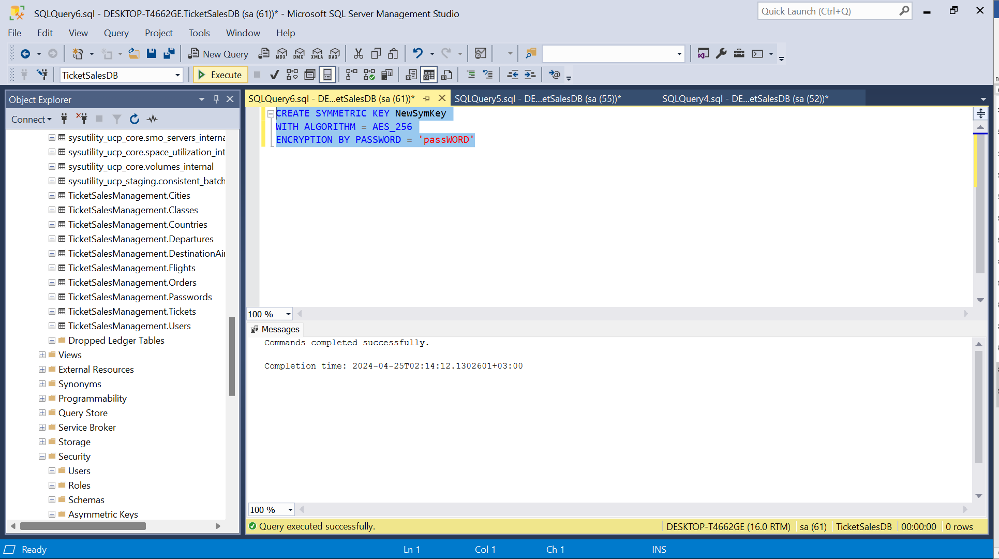 SQLQuery6.sql - DESKTOP-T4662GE.TicketSalesDB (sa (61))* - Microsoft SQL Server Management Studio
Quick Launch (Ctrl+Q)
File Edit View Query Project Tools Window Help
New Query MDX DMX XMLA DAX
TicketSalesDB Execute
Object Explorer
SQLQuery6.sql - DE...etSalesDB (sa (61))* SQLQuery5.sql - DE...etSalesDB (sa (55))* SQLQuery4.sql - DE...etSalesDB (sa (52))*
Connect
sysutility_ucp_core.smo_servers_interna
sysutility_ucp_core.space_utilization_int
sysutility_ucp_core.volumes_internal
sysutility_ucp_staging.consistent_batch
TicketSalesManagement.Cities
TicketSalesManagement.Classes
TicketSalesManagement.Countries
TicketSalesManagement.Departures
TicketSalesManagement.DestinationAir
TicketSalesManagement.Flights
TicketSalesManagement.Orders
TicketSalesManagement.Passwords
TicketSalesManagement.Tickets
TicketSalesManagement.Users
Dropped Ledger Tables
Views
External Resources
Synonyms
Programmability
Query Store
Service Broker
Storage
Security
Users
Roles
Schemas
Asymmetric Keys
CREATE SYMMETRIC KEY NewSymKey
WITH ALGORITHM = AES_256
ENCRYPTION BY PASSWORD = 'passWORD'
100 %
Messages
Commands completed successfully.
Completion time: 2024-04-25T02:14:12.1302601+03:00
100 %
Query executed successfully. DESKTOP-T4662GE (16.0 RTM) sa (61) TicketSalesDB 00:00:00 0 rows
Ready Ln 1 Col 1 Ch 1 INS